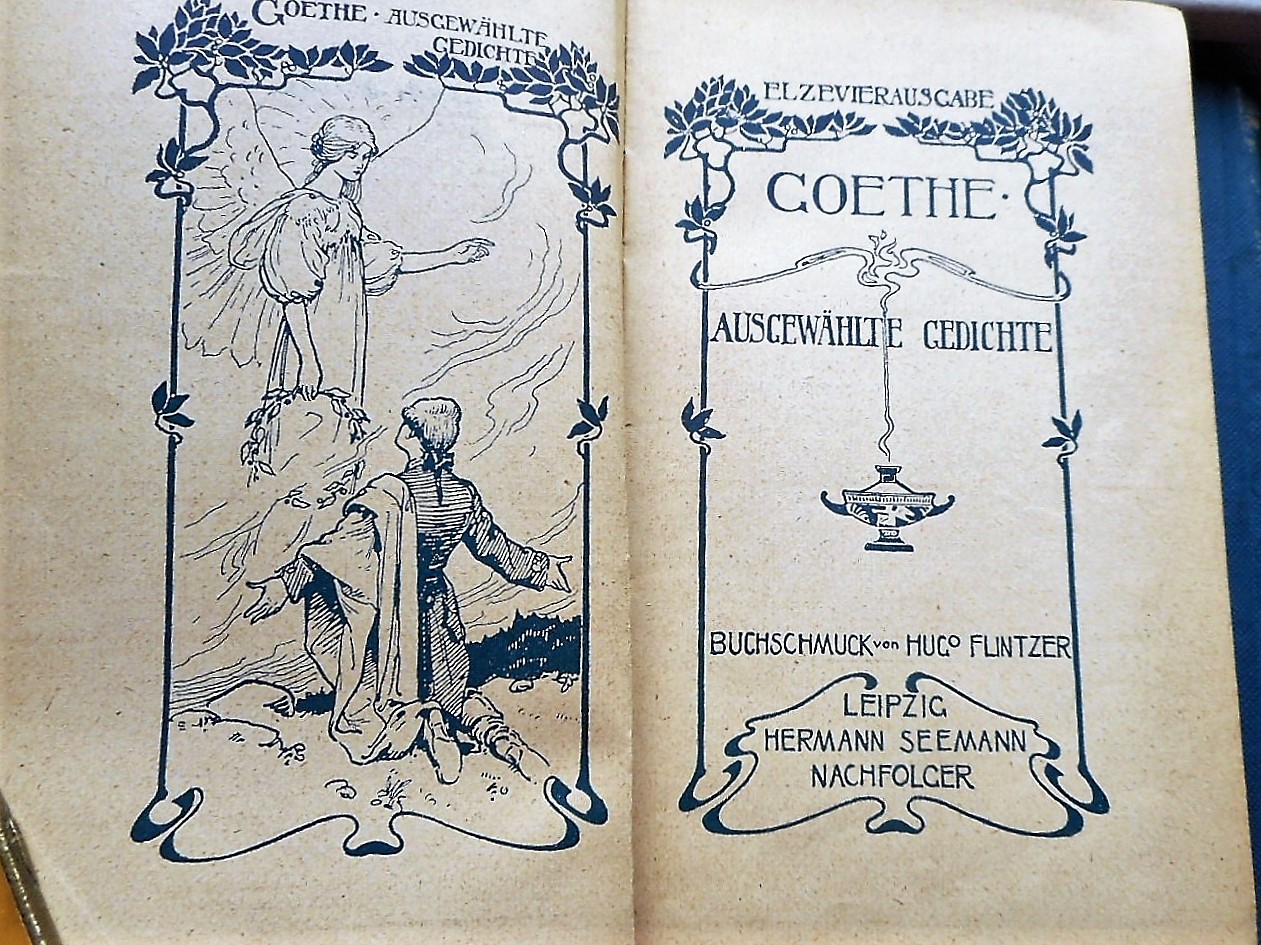 GOETHE · AUSGEWÄHLTE
GEDICHTE
ELZEVIERAUSGABE
GOETHE ·
AUSGEWÄHLTE GEDICHTE
BUCHSCHMUCK von HUGO FLINTZER
LEIPZIG
HERMANN SEEMANN
NACHFOLGER